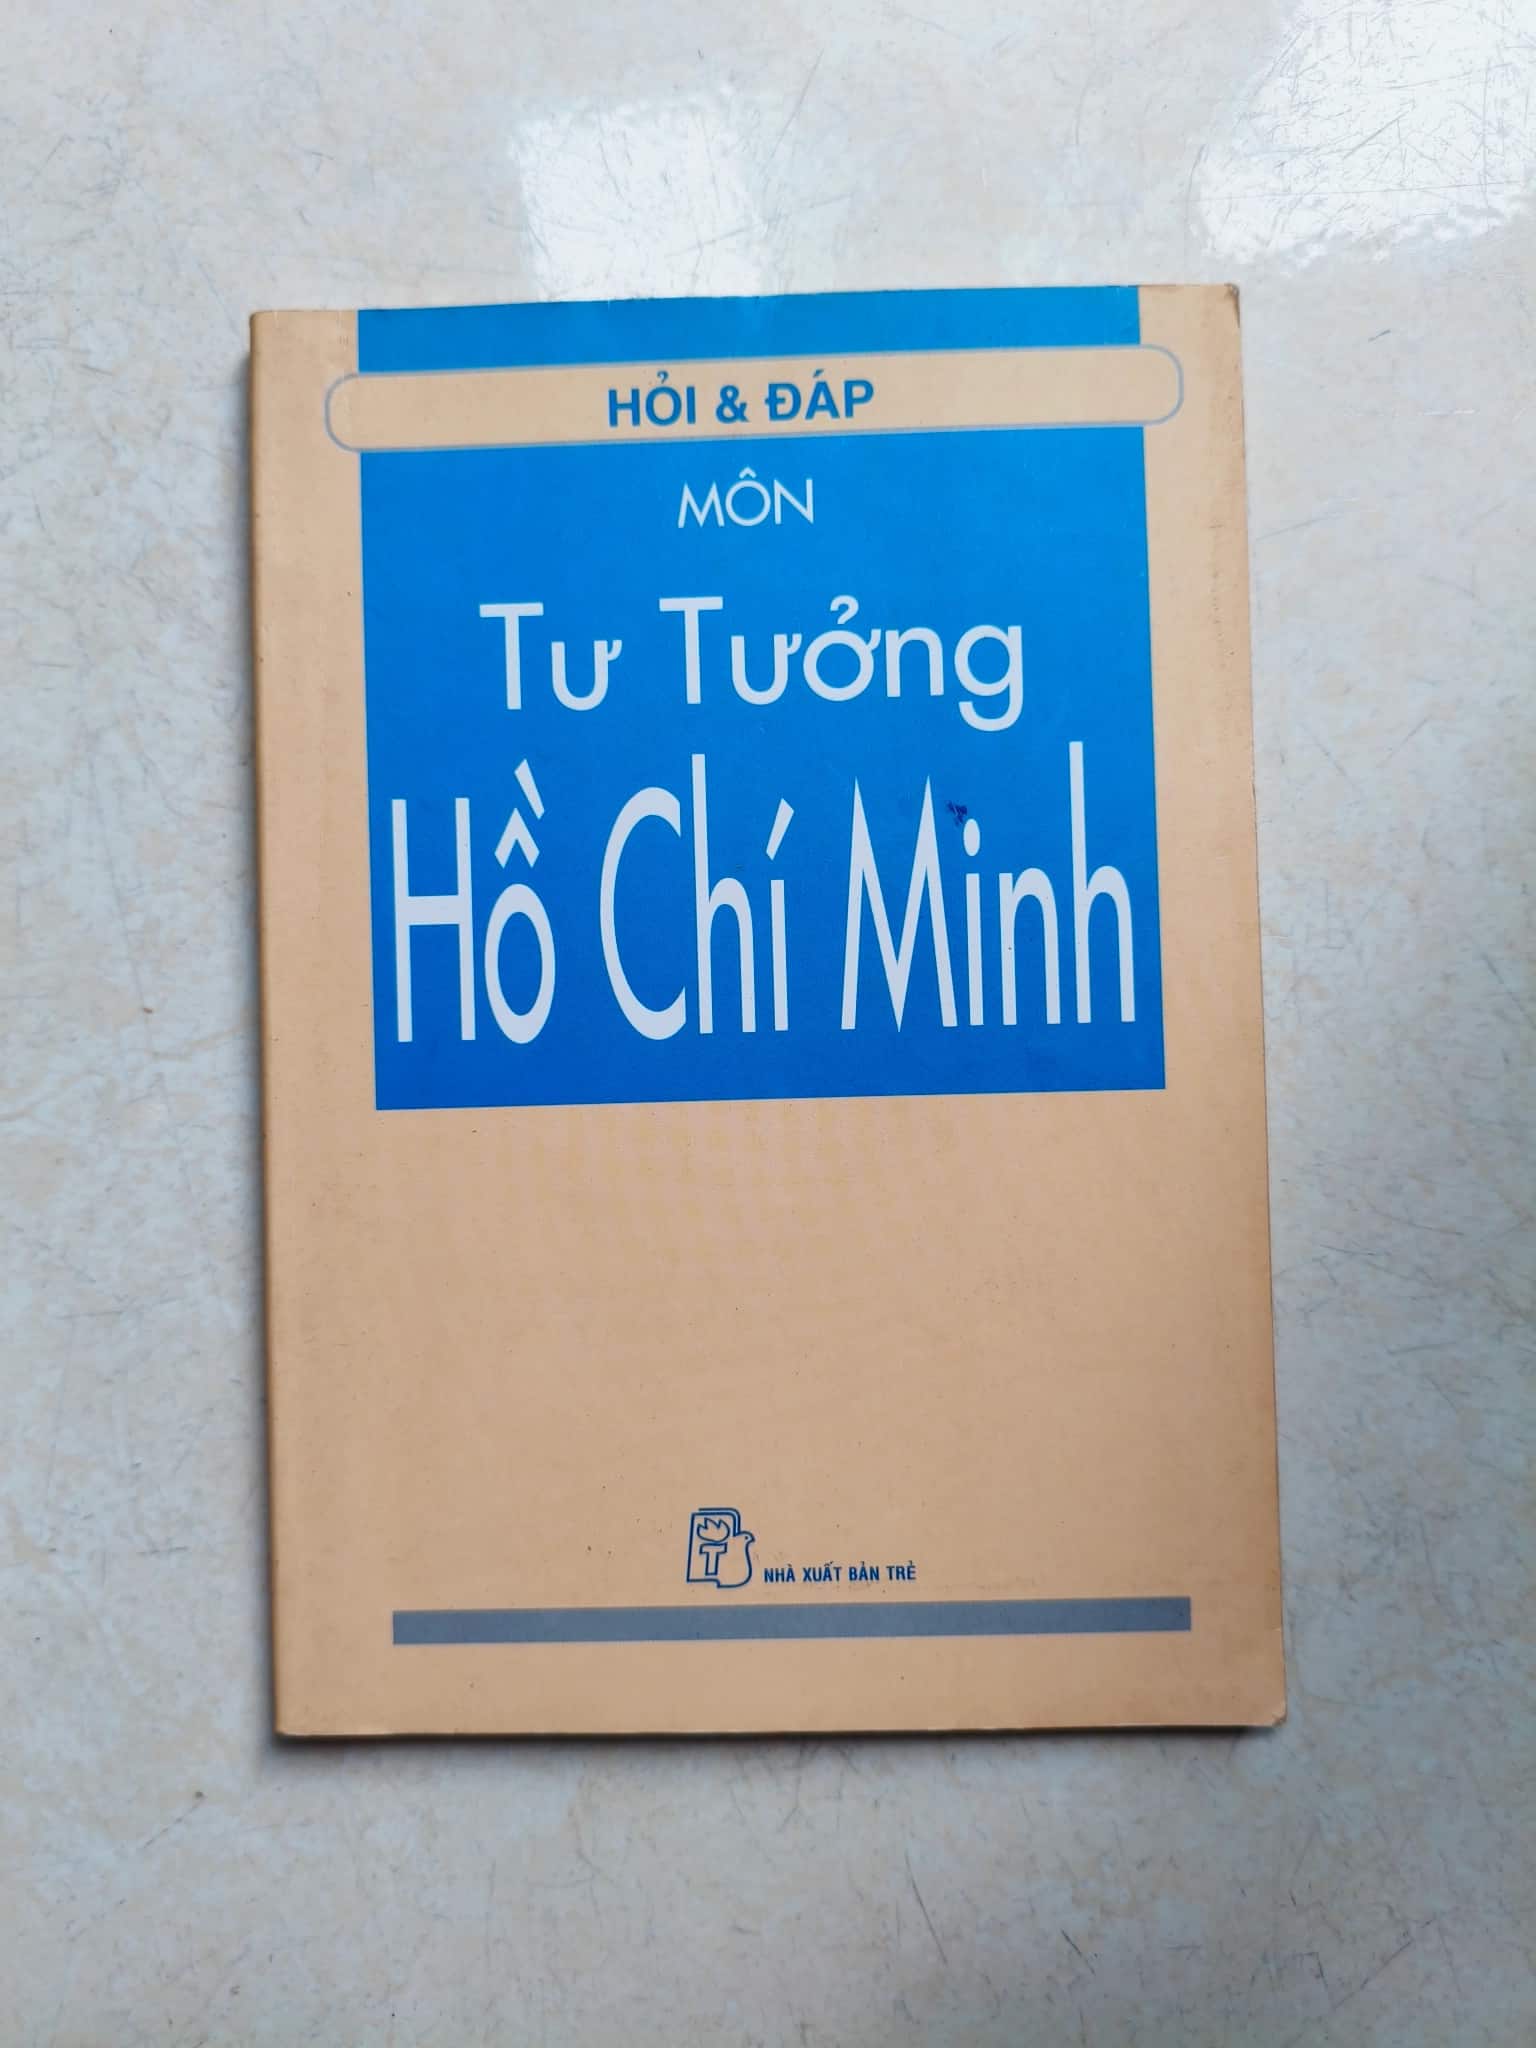 HỎI & ĐÁP
MÔN
Tư Tưởng
Hồ Chí Minh
T
NHÀ XUẤT BẢN TRẺ